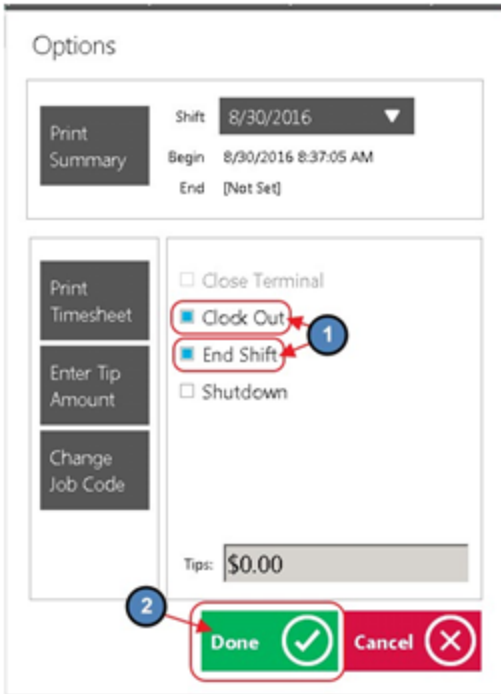 Options
Print
Summary
Shift 8/30/2016
Begin 8/30/2016 8:37:05 AM
End [Not Set]
Print
Timesheet
Enter Tip
Amount
Change
Job Code
Close Terminal
Clock Out
1
End Shift
Shutdown
Tips: $0.00
2
Done
Cancel